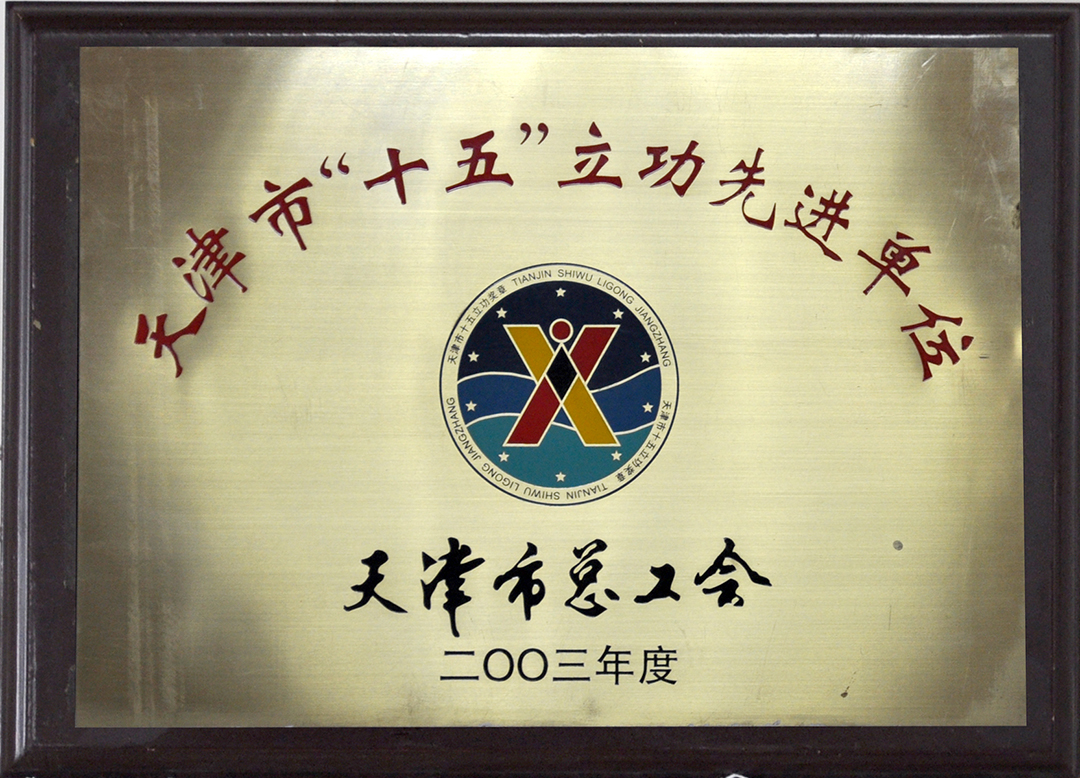 天津市“十五”立功先进单位
天津市十五立功奖章 TIANJIN SHIWU LIGONG JIANGZHANG
天津市十五立功奖章 TIANJIN SHIWU LIGONG JIANGZHANG
天津市总工会
二〇〇三年度